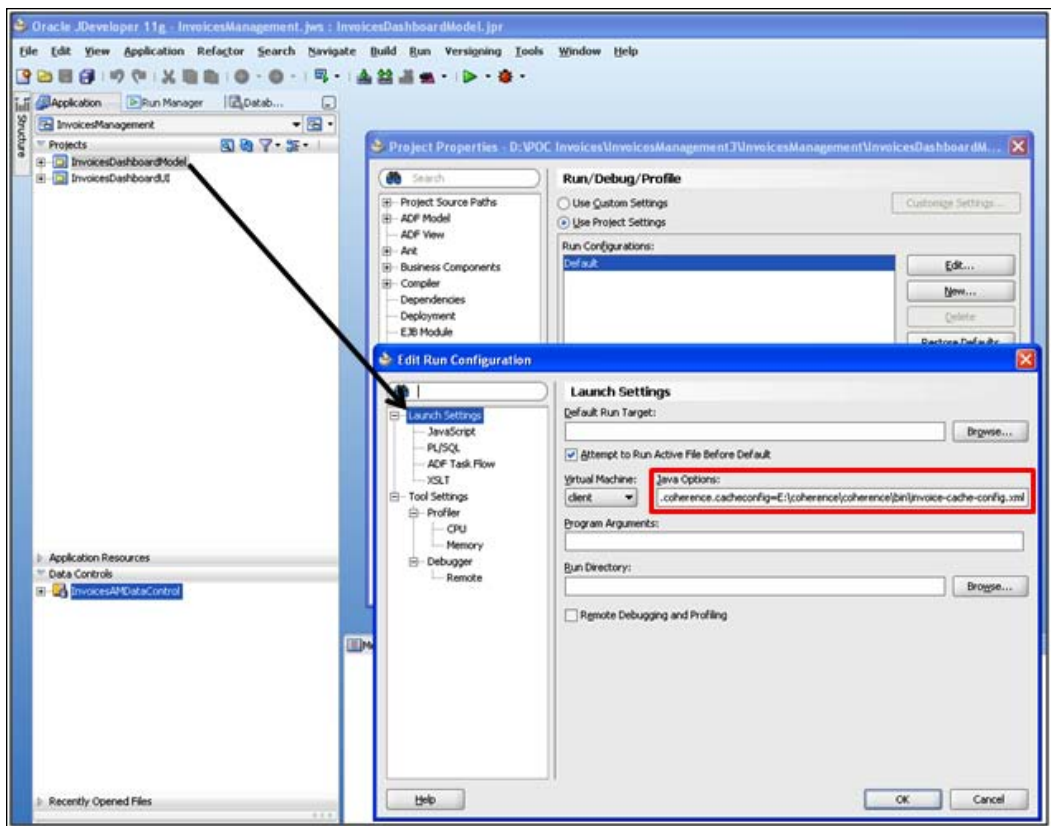 Oracle JDeveloper 11g - InvoicesManagement.jws : InvoicesDashboardModel.jpr
File Edit View Application Refactor Search Navigate Build Run Versioning Tools Window Help
Application Run Manager Datab...
Structure
InvoicesManagement
Projects
InvoicesDashboardModel
InvoicesDashboardUI
Application Resources
Data Controls
InvoicesAMDataControl
Recently Opened Files
Project Properties - D:\POC Invoices\InvoicesManagement3\InvoicesManagement\InvoicesDashboardM...
Search
Project Source Paths
ADF Model
ADF View
Ant
Business Components
Compiler
Dependencies
Deployment
EJB Module
Run/Debug/Profile
Use Custom Settings
Customize Settings...
Use Project Settings
Run Configurations:
Default
Edit...
New...
Delete
Restore Defaults
Edit Run Configuration
Launch Settings
JavaScript
PL/SQL
ADF Task Flow
XSLT
Tool Settings
Profiler
CPU
Memory
Debugger
Remote
Launch Settings
Default Run Target:
Browse...
Attempt to Run Active File Before Default
Virtual Machine: Java Options:
client .coherence.cacheconfig=E:\coherence\coherence\bin\invoice-cache-config.xml
Program Arguments:
Run Directory:
Browse...
Remote Debugging and Profiling
Help OK Cancel